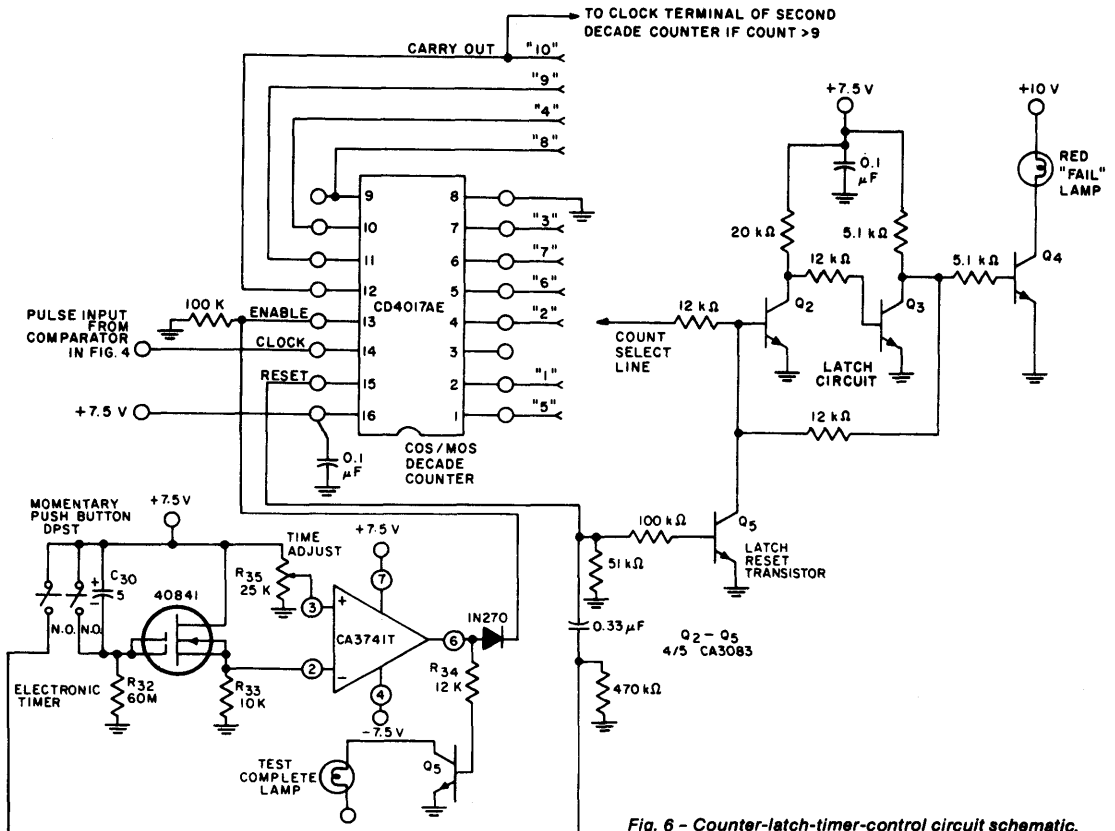 TO CLOCK TERMINAL OF SECOND
DECADE COUNTER IF COUNT >9
CARRY OUT
"10"
"9"
"4"
"8"
+7.5 V
+10 V
0.1
μF
RED
"FAIL"
LAMP
9
8
10
7
"3"
11
6
"7"
12
5
"6"
CD4017AE
13
4
"2"
14
3
15
2
"1"
16
1
"5"
100 K
ENABLE
PULSE INPUT
FROM
COMPARATOR
IN FIG. 4
CLOCK
RESET
+7.5 V
0.1
μF
COS/MOS
DECADE
COUNTER
20 kΩ
5.1 kΩ
12 kΩ
5.1 kΩ
Q4
12 kΩ
Q2
Q3
COUNT
SELECT
LINE
LATCH
CIRCUIT
12 kΩ
MOMENTARY
PUSH BUTTON
DPST
+7.5 V
TIME
ADJUST
+7.5 V
C30
5
+
−
40841
R35
25 K
N.O.
N.O.
3
+
7
CA3741T
6
1N270
2
−
4
−7.5 V
ELECTRONIC
TIMER
R32
60M
R33
10K
R34
12 K
TEST
COMPLETE
LAMP
Q5
100 kΩ
Q5
51 kΩ
LATCH
RESET
TRANSISTOR
0.33 μF
Q2 – Q5
4/5 CA3083
470 kΩ
Fig. 6 – Counter-latch-timer-control circuit schematic.